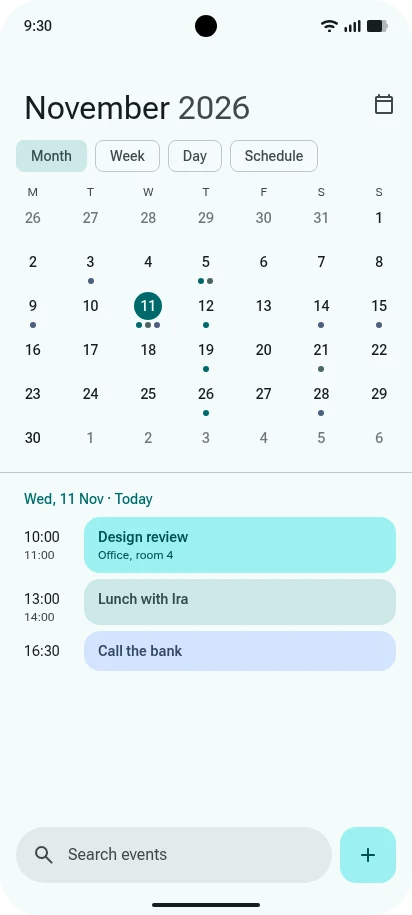 9:30
November 2026
Month Week Day Schedule
M T W T F S S
26 27 28 29 30 31 1
2 3 4 5 6 7 8
9 10 11 12 13 14 15
16 17 18 19 20 21 22
23 24 25 26 27 28 29
30 1 2 3 4 5 6
Wed, 11 Nov · Today
10:00 Design review
11:00 Office, room 4
13:00 Lunch with Ira
14:00
16:30 Call the bank
Search events